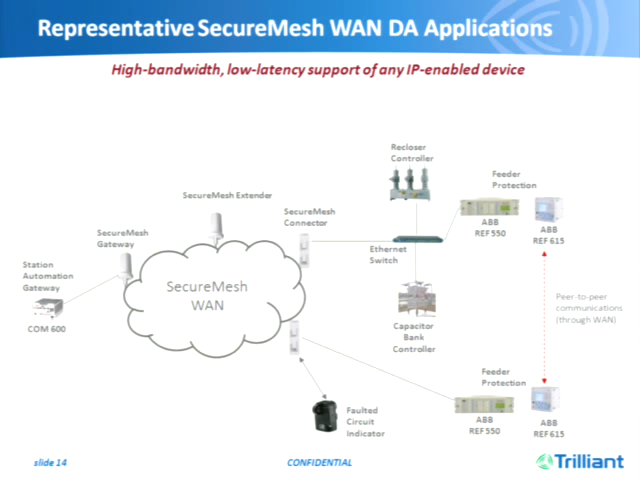 Representative SecureMesh WAN DA Applications
High-bandwidth, low-latency support of any IP-enabled device
Recloser
Controller
Feeder
Protection
SecureMesh Extender
SecureMesh
Connector
ABB
REF 550
ABB
REF 615
SecureMesh
Gateway
Ethernet
Switch
Station
Automation
Gateway
SecureMesh
WAN
COM 600
Peer-to-peer
communications
(through WAN)
Capacitor
Bank
Controller
Feeder
Protection
Faulted
Circuit
Indicator
ABB
REF 550
ABB
REF 615
slide 14
CONFIDENTIAL
Trilliant